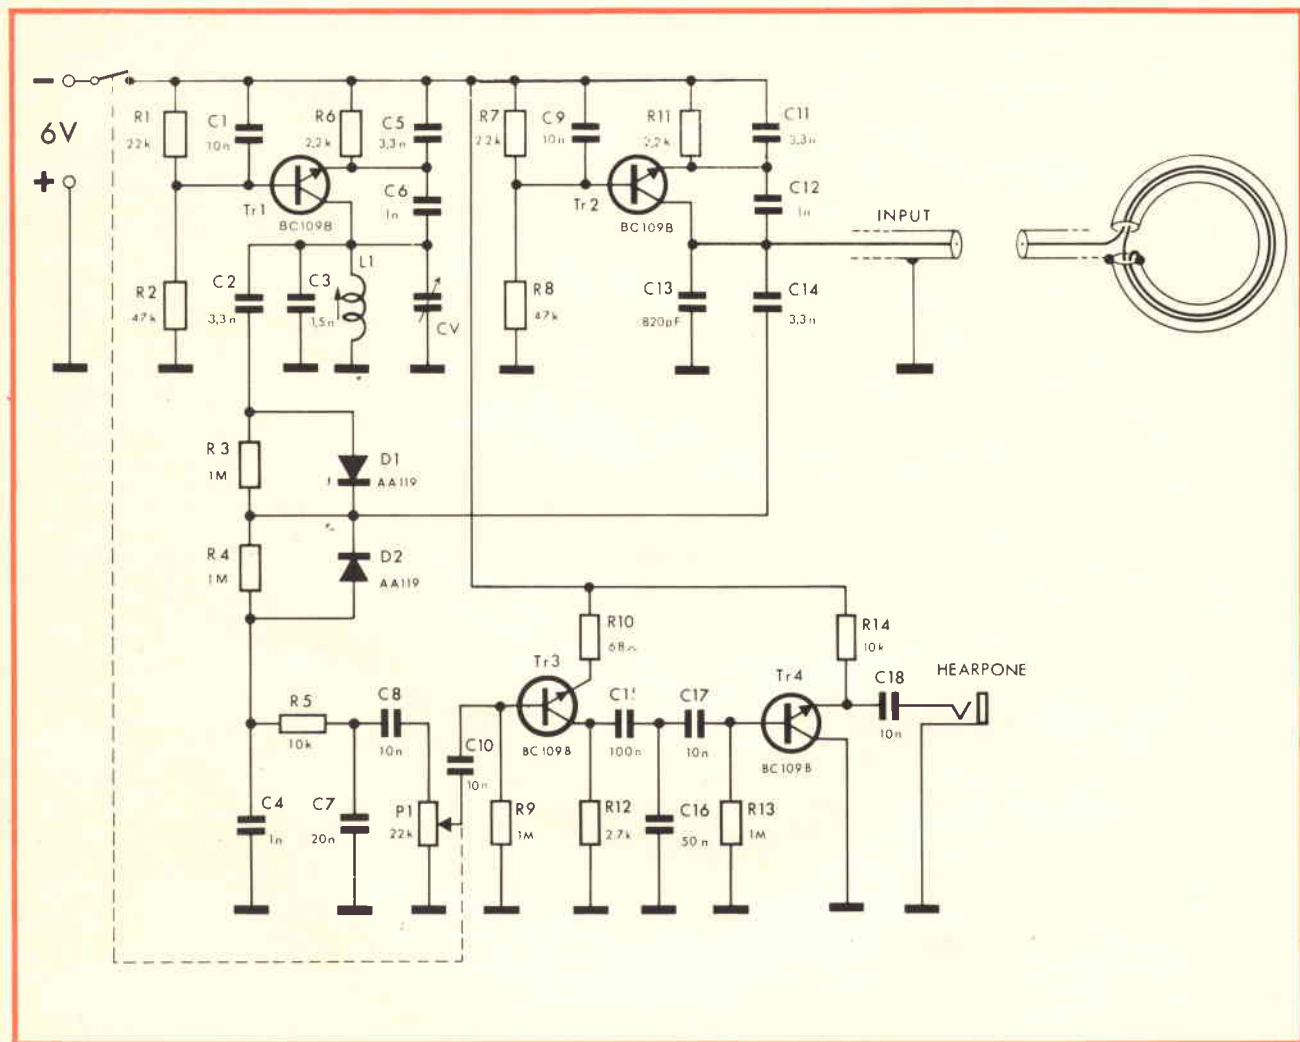 −
6V
+
R1
22k
C1
10n
R6
2,2k
C5
3,3n
C6
1n
Tr1
BC109B
R2
47k
C2
3,3n
C3
1,5n
L1
CV
R7
22k
C9
10n
R11
2,2k
C11
3,3n
C12
1n
Tr2
BC109B
R8
47k
C13
820pF
C14
3,3n
INPUT
R3
1M
D1
AA119
R4
1M
D2
AA119
R5
10k
C8
10n
C4
1n
C7
20n
P1
22k
C10
10n
R9
1M
Tr3
BC109B
R10
68Ω
C15
100n
C17
10n
R12
2.7k
C16
50n
R13
1M
Tr4
BC109B
R14
10k
C18
10n
HEARPONE